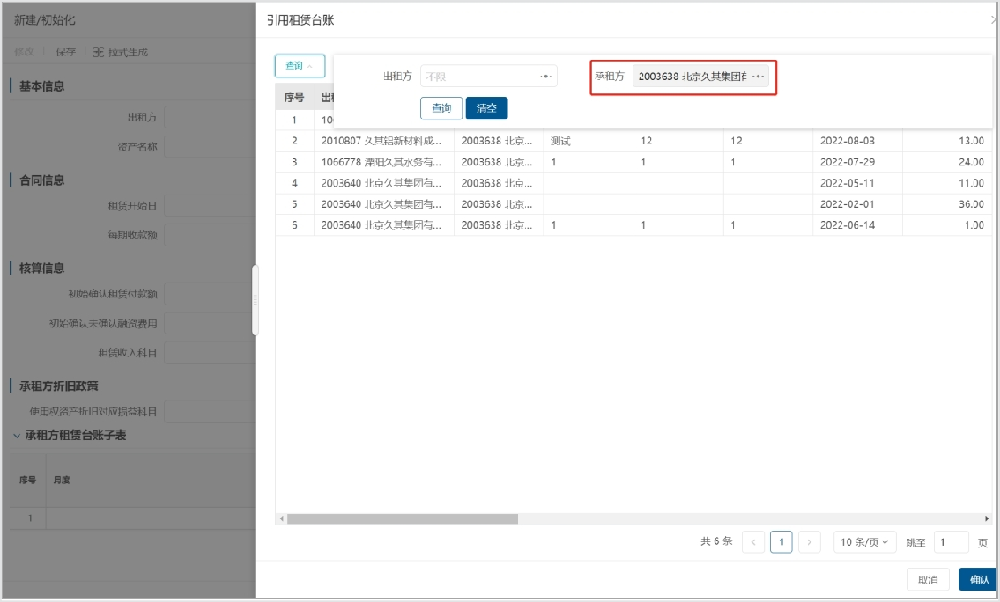 新建/初始化
修改 保存 拉式生成
基本信息
出租方
资产名称
合同信息
租赁开始日
每期收款额
核算信息
初始确认租赁付款额
初始确认未确认融资费用
租赁收入科目
承租方折旧政策
使用权资产折旧对应损益科目
承租方租赁台账子表
序号 月度
1
引用租赁台账
查询
出租方 不限 承租方 2003638 北京久其集团有
查询 清空
序号 出租
1 10
2 2010807 久其铝新材料成... 2003638 北京... 测试 12 12 2022-08-03 13.00
3 1066778 溧阳久其水务有... 2003638 北京... 1 1 1 2022-07-29 24.00
4 2003640 北京久其集团有... 2003638 北京... 2022-05-11 11.00
5 2003640 北京久其集团有... 2003638 北京... 2022-02-01 36.00
6 2003640 北京久其集团有... 2003638 北京... 1 1 1 2022-06-14 1.00
共 6 条 < 1 > 10 条/页 跳至 1 页
取消 确认